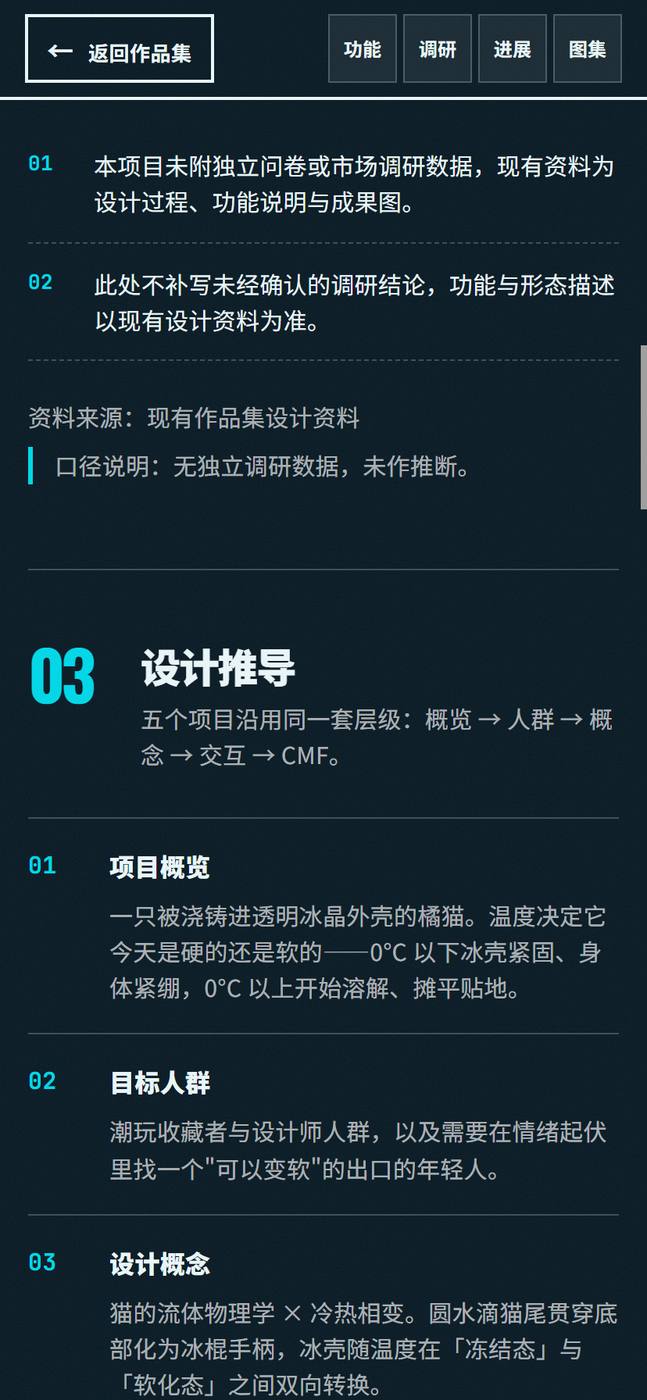 ← 返回作品集
功能
调研
进展
图集
01
本项目未附独立问卷或市场调研数据，现有资料为
设计过程、功能说明与成果图。
02
此处不补写未经确认的调研结论，功能与形态描述
以现有设计资料为准。
资料来源：现有作品集设计资料
口径说明：无独立调研数据，未作推断。
03
设计推导
五个项目沿用同一套层级：概览 → 人群 → 概
念 → 交互 → CMF。
01
项目概览
一只被浇铸进透明冰晶外壳的橘猫。温度决定它
今天是硬的还是软的——0°C 以下冰壳紧固、身
体紧绷，0°C 以上开始溶解、摊平贴地。
02
目标人群
潮玩收藏者与设计师人群，以及需要在情绪起伏
里找一个"可以变软"的出口的年轻人。
03
设计概念
猫的流体物理学 × 冷热相变。圆水滴猫尾贯穿底
部化为冰棍手柄，冰壳随温度在「冻结态」与
「软化态」之间双向转换。